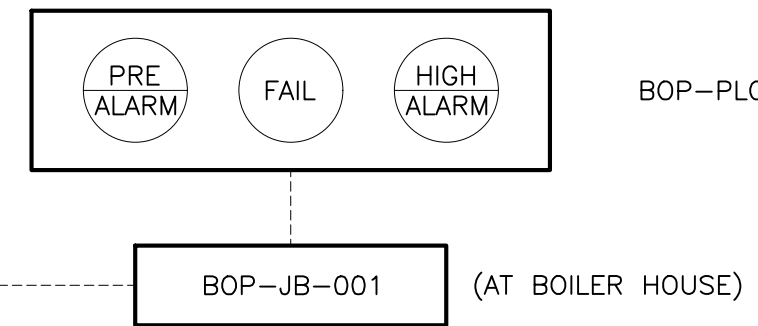 PRE
ALARM
FAIL
HIGH
ALARM
BOP-PLC
BOP-JB-001
(AT BOILER HOUSE)